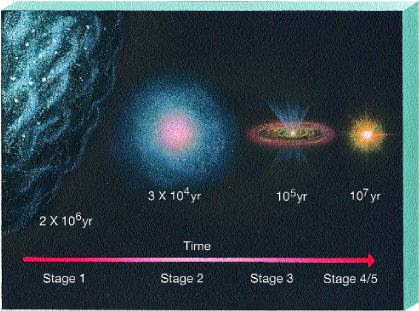 3 X 10⁴yr
10⁵yr
10⁷yr
2 X 10⁶yr
Time
Stage 1
Stage 2
Stage 3
Stage 4/5